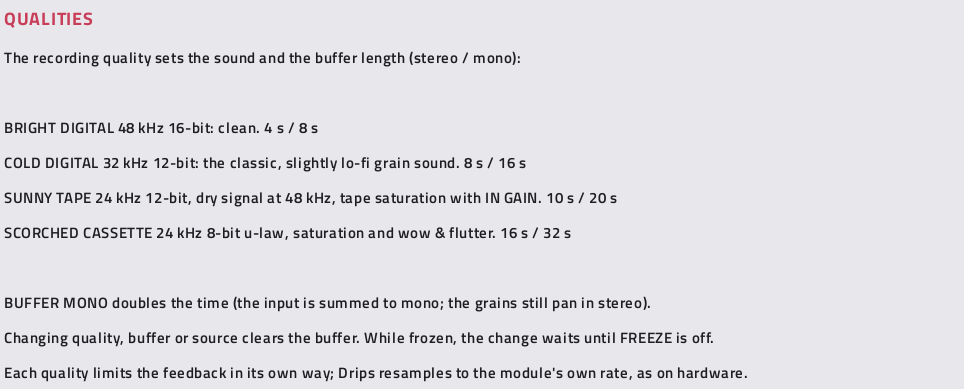 QUALITIES
The recording quality sets the sound and the buffer length (stereo / mono):
BRIGHT DIGITAL 48 kHz 16-bit: clean. 4 s / 8 s
COLD DIGITAL 32 kHz 12-bit: the classic, slightly lo-fi grain sound. 8 s / 16 s
SUNNY TAPE 24 kHz 12-bit, dry signal at 48 kHz, tape saturation with IN GAIN. 10 s / 20 s
SCORCHED CASSETTE 24 kHz 8-bit u-law, saturation and wow & flutter. 16 s / 32 s
BUFFER MONO doubles the time (the input is summed to mono; the grains still pan in stereo).
Changing quality, buffer or source clears the buffer. While frozen, the change waits until FREEZE is off.
Each quality limits the feedback in its own way; Drips resamples to the module's own rate, as on hardware.